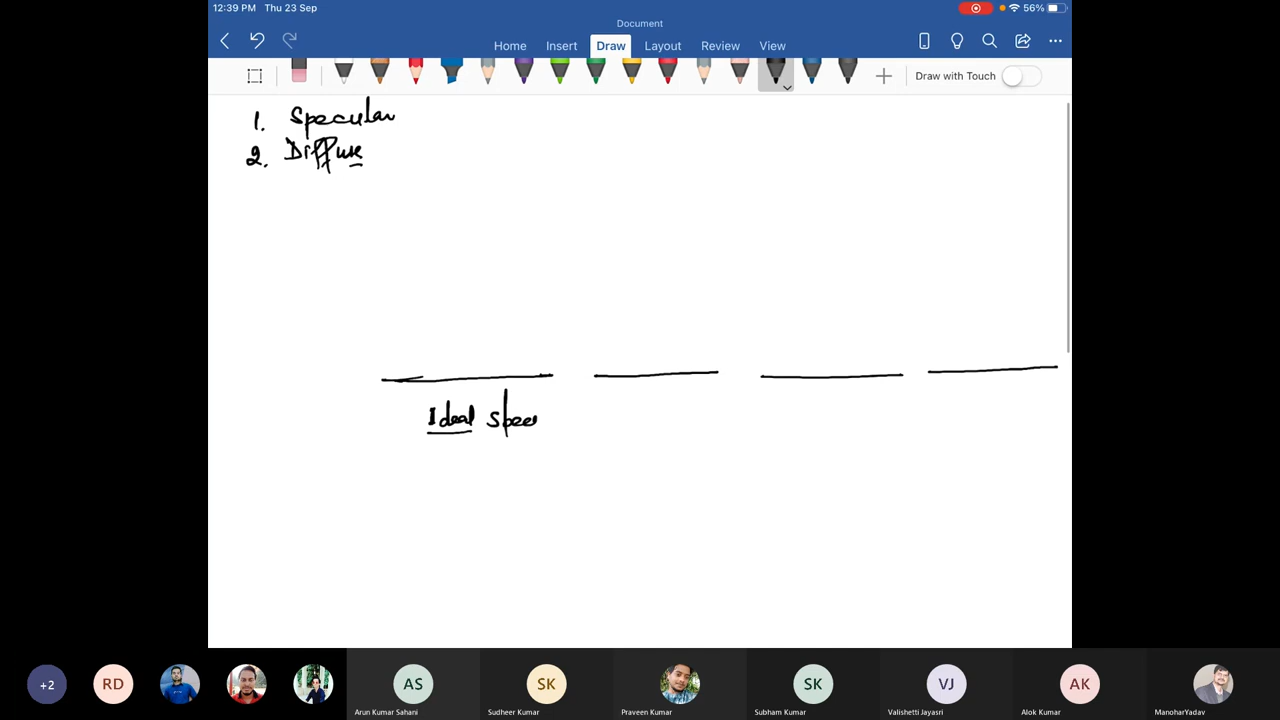 12:39 PM Thu 23 Sep
56%
Document
Home Insert Draw Layout Review View
Draw with Touch
1. Specular
2. Diffuse
Ideal Spec
+2 RD AS SK SK VJ AK
Arun Kumar Sahani Sudheer Kumar Praveen Kumar Subham Kumar Valishetti Jayasri Alok Kumar ManoharYadav